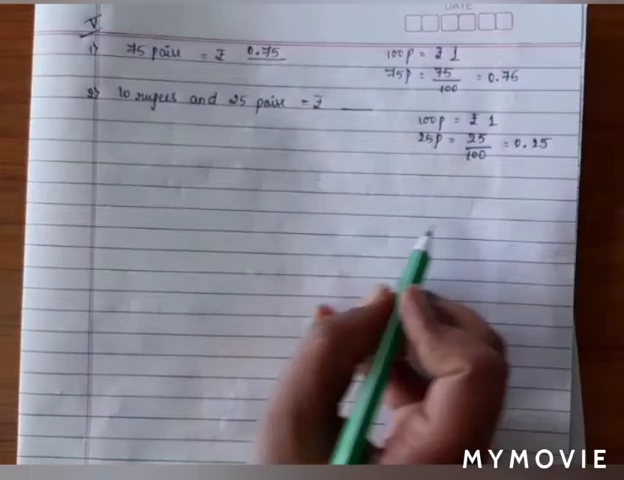 DATE
V
1) 75 paise = ₹ 0.75
100p = ₹ 1
75p = 75/100 = 0.75
2) 10 rupees and 25 paise = ₹ ____
100p = ₹ 1
25p = 25/100 = 0.25
MYMOVIE